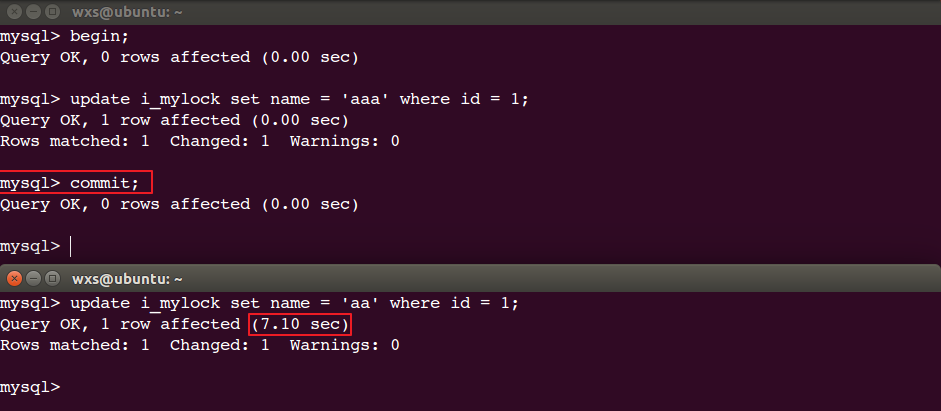 wxs@ubuntu: ~
mysql> begin;
Query OK, 0 rows affected (0.00 sec)
mysql> update i_mylock set name = 'aaa' where id = 1;
Query OK, 1 row affected (0.00 sec)
Rows matched: 1  Changed: 1  Warnings: 0
mysql> commit;
Query OK, 0 rows affected (0.00 sec)
mysql>
wxs@ubuntu: ~
mysql> update i_mylock set name = 'aa' where id = 1;
Query OK, 1 row affected (7.10 sec)
Rows matched: 1  Changed: 1  Warnings: 0
mysql>